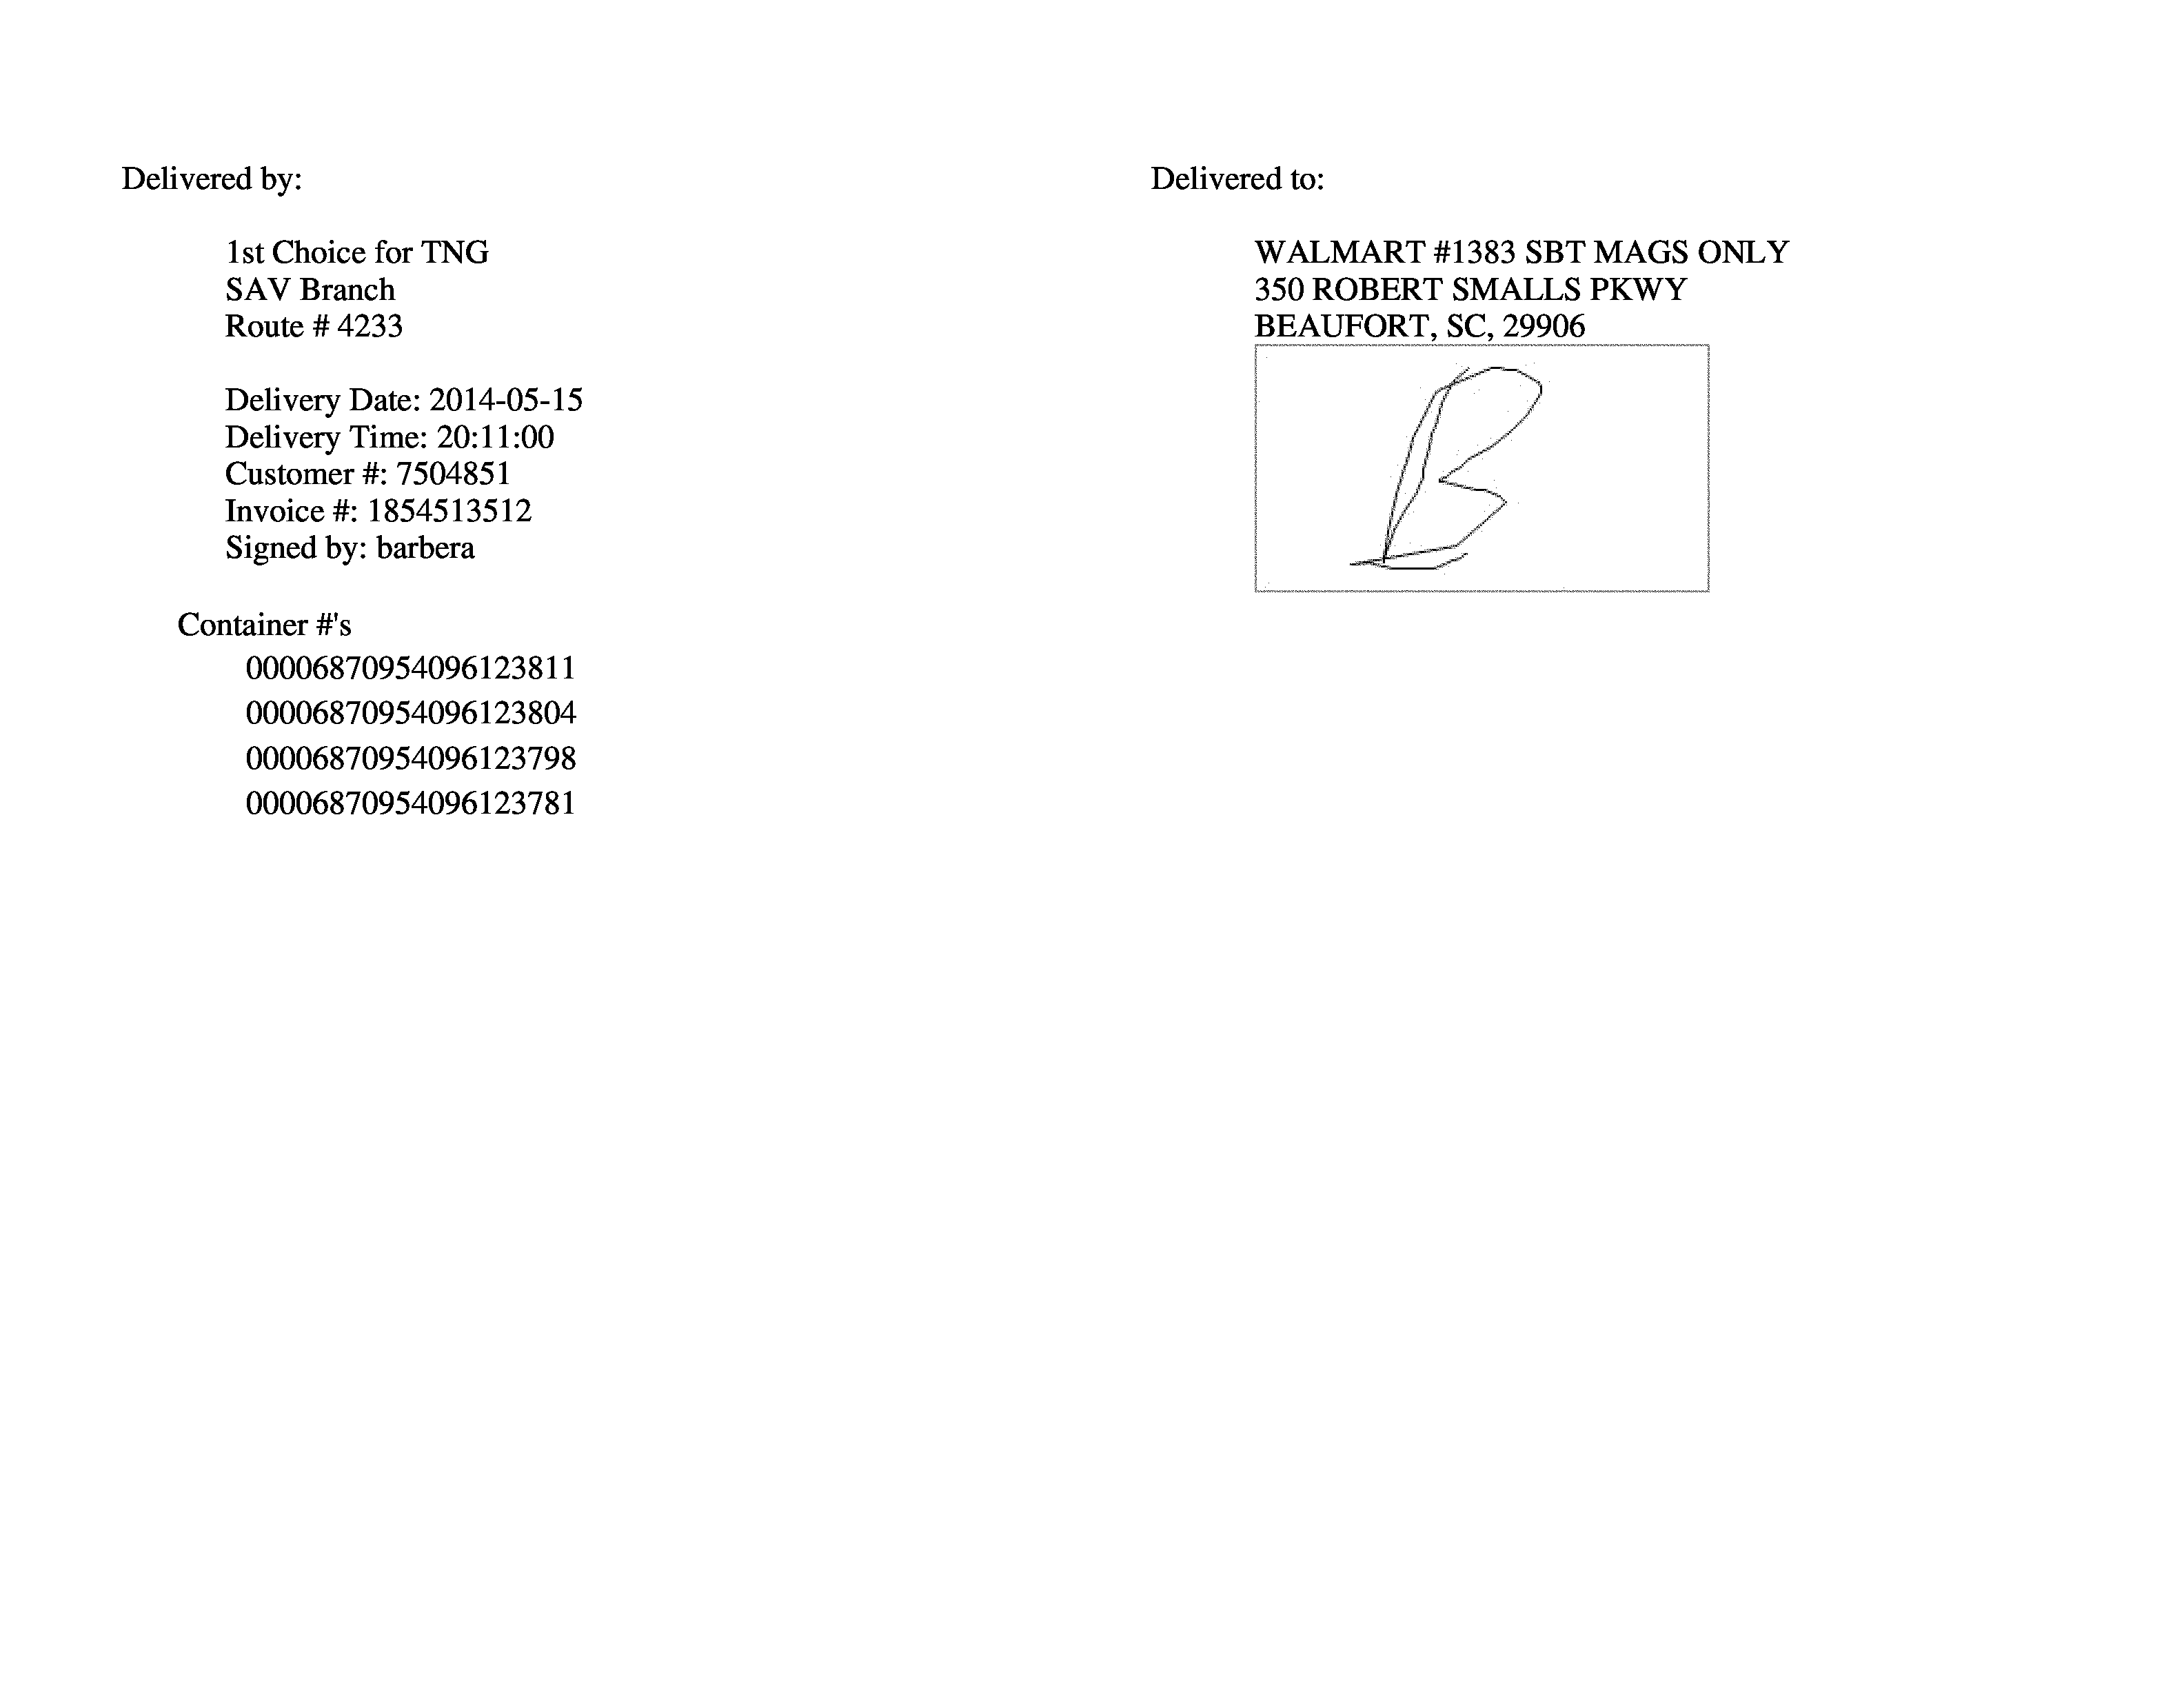 Delivered by:
1st Choice for TNG
SAV Branch
Route # 4233
Delivery Date: 2014-05-15
Delivery Time: 20:11:00
Customer #: 7504851
Invoice #: 1854513512
Signed by: barbera
Container #'s
00006870954096123811
00006870954096123804
00006870954096123798
00006870954096123781
Delivered to:
WALMART #1383 SBT MAGS ONLY
350 ROBERT SMALLS PKWY
BEAUFORT, SC, 29906
B